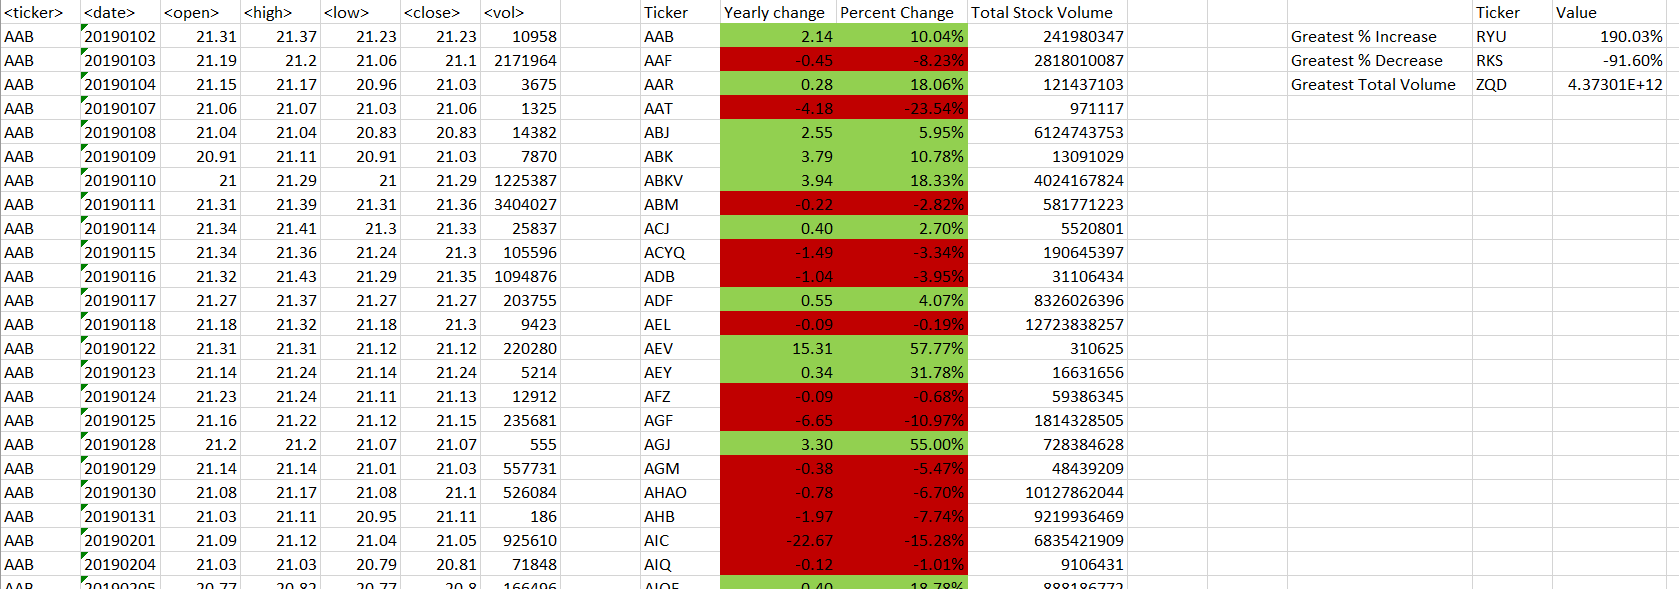 <ticker> <date> <open> <high> <low> <close> <vol> Ticker Yearly change Percent Change Total Stock Volume Ticker Value
AAB 20190102 21.31 21.37 21.23 21.23 10958 AAB 2.14 10.04% 241980347 Greatest % Increase RYU 190.03%
AAB 20190103 21.19 21.2 21.06 21.1 2171964 AAF -0.45 -8.23% 2818010087 Greatest % Decrease RKS -91.60%
AAB 20190104 21.15 21.17 20.96 21.03 3675 AAR 0.28 18.06% 121437103 Greatest Total Volume ZQD 4.37301E+12
AAB 20190107 21.06 21.07 21.03 21.06 1325 AAT -4.18 -23.54% 971117
AAB 20190108 21.04 21.04 20.83 20.83 14382 ABJ 2.55 5.95% 6124743753
AAB 20190109 20.91 21.11 20.91 21.03 7870 ABK 3.79 10.78% 13091029
AAB 20190110 21 21.29 21 21.29 1225387 ABKV 3.94 18.33% 4024167824
AAB 20190111 21.31 21.39 21.31 21.36 3404027 ABM -0.22 -2.82% 581771223
AAB 20190114 21.34 21.41 21.3 21.33 25837 ACJ 0.40 2.70% 5520801
AAB 20190115 21.34 21.36 21.24 21.3 105596 ACYQ -1.49 -3.34% 190645397
AAB 20190116 21.32 21.43 21.29 21.35 1094876 ADB -1.04 -3.95% 31106434
AAB 20190117 21.27 21.37 21.27 21.27 203755 ADF 0.55 4.07% 8326026396
AAB 20190118 21.18 21.32 21.18 21.3 9423 AEL -0.09 -0.19% 12723838257
AAB 20190122 21.31 21.31 21.12 21.12 220280 AEV 15.31 57.77% 310625
AAB 20190123 21.14 21.24 21.14 21.24 5214 AEY 0.34 31.78% 16631656
AAB 20190124 21.23 21.24 21.11 21.13 12912 AFZ -0.09 -0.68% 59386345
AAB 20190125 21.16 21.22 21.12 21.15 235681 AGF -6.65 -10.97% 1814328505
AAB 20190128 21.2 21.2 21.07 21.07 555 AGJ 3.30 55.00% 728384628
AAB 20190129 21.14 21.14 21.01 21.03 557731 AGM -0.38 -5.47% 48439209
AAB 20190130 21.08 21.17 21.08 21.1 526084 AHAO -0.78 -6.70% 10127862044
AAB 20190131 21.03 21.11 20.95 21.11 186 AHB -1.97 -7.74% 9219936469
AAB 20190201 21.09 21.12 21.04 21.05 925610 AIC -22.67 -15.28% 6835421909
AAB 20190204 21.03 21.03 20.79 20.81 71848 AIQ -0.12 -1.01% 9106431
AAB 20190205 20.77 20.82 20.77 20.8 166496 0.40 18.78% 888186772